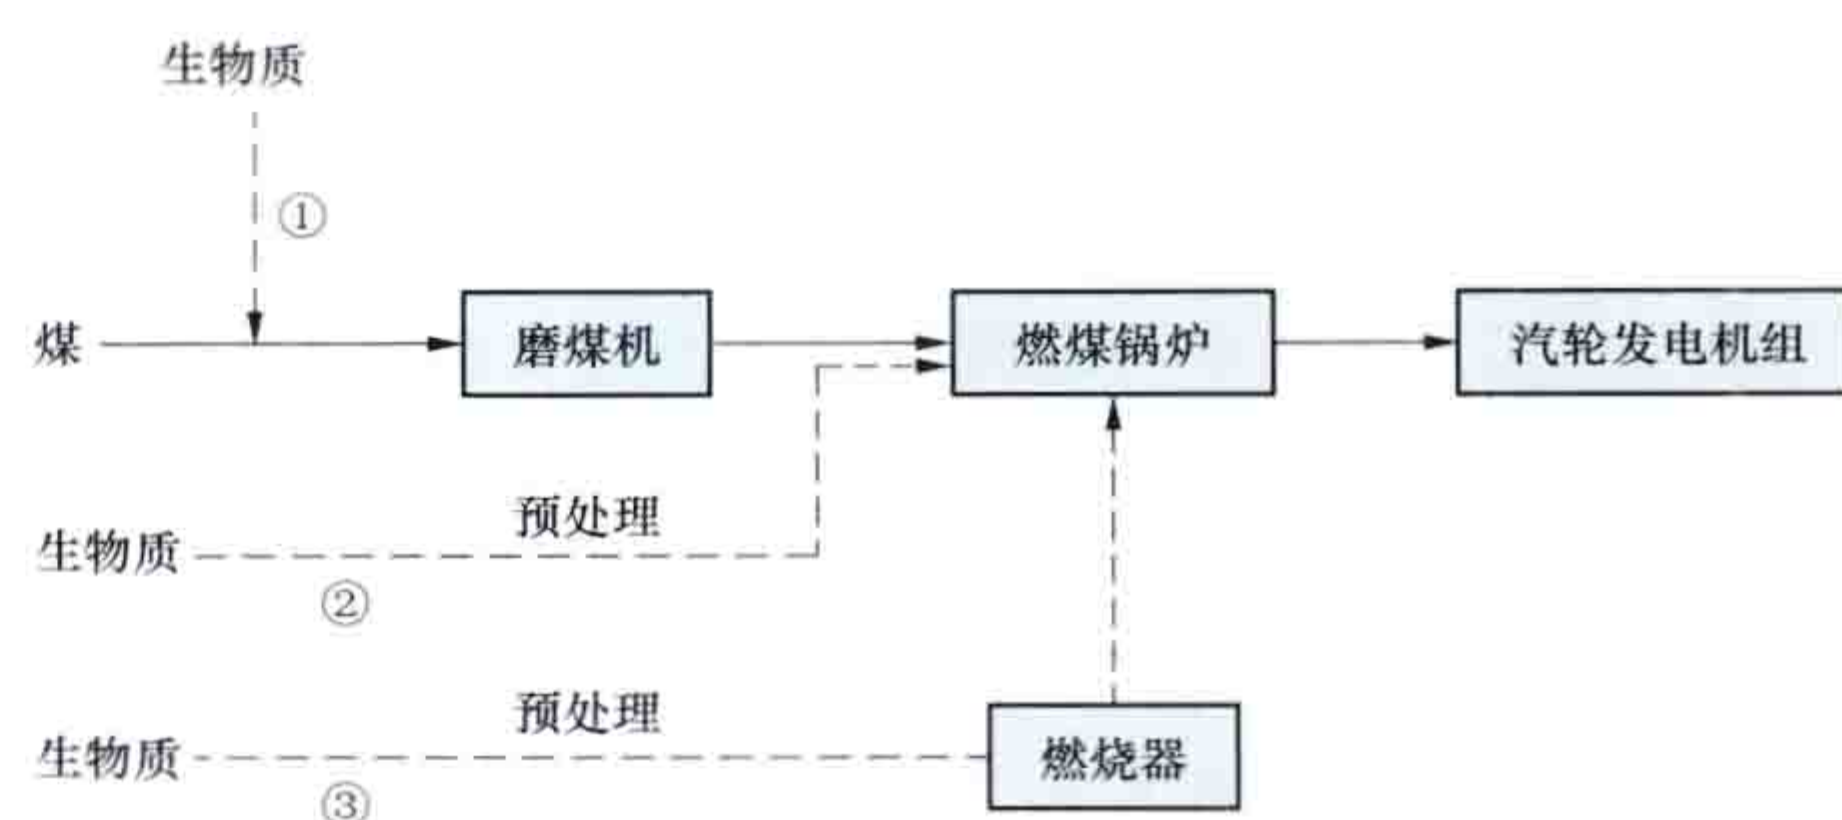 生物质
①
煤
磨煤机
燃煤锅炉
汽轮发电机组
预处理
生物质
②
预处理
生物质
燃烧器
③